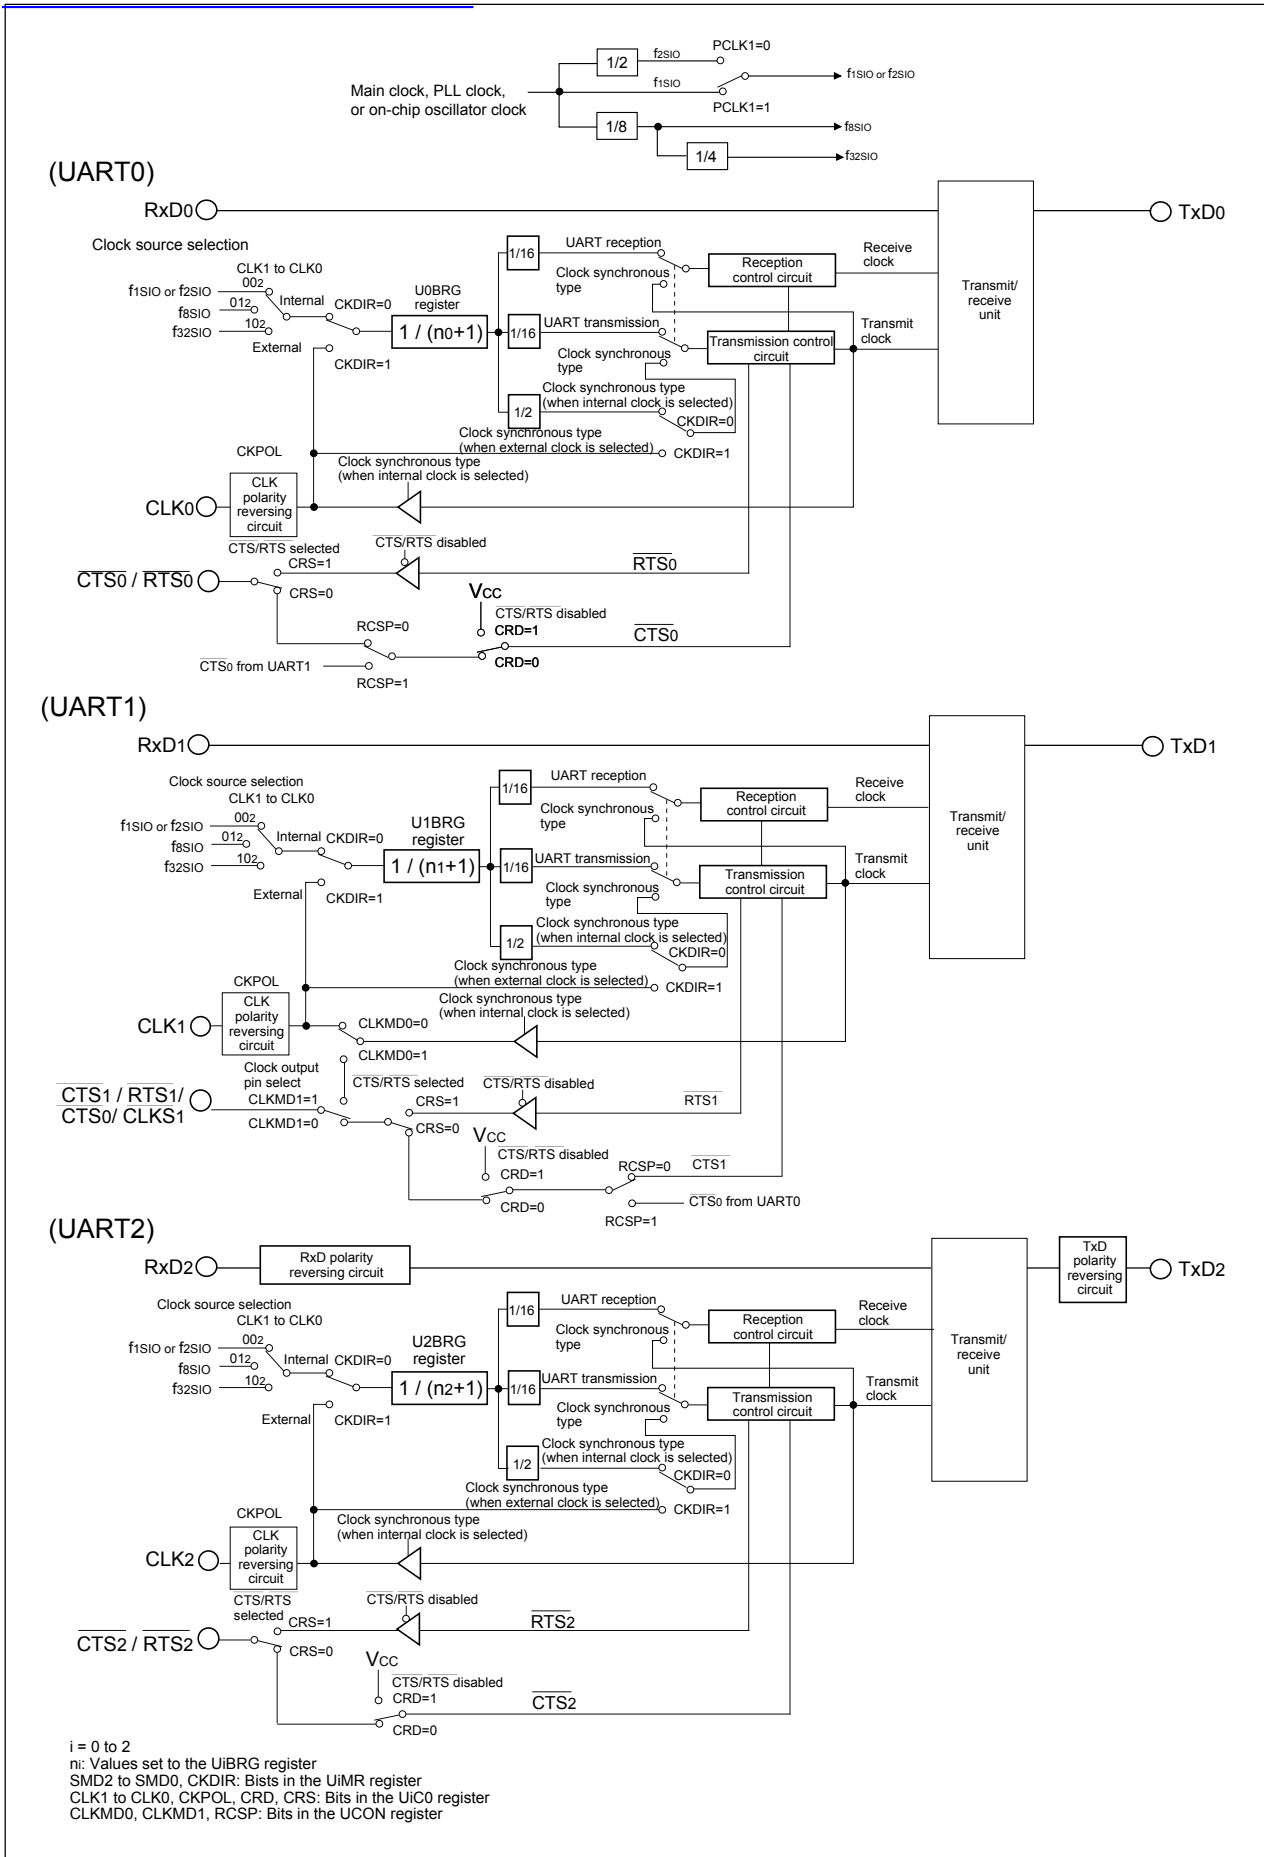 1/2
f2SIO
PCLK1=0
Main clock, PLL clock,
or on-chip oscillator clock
f1SIO
f1SIO or f2SIO
PCLK1=1
1/8
f8SIO
1/4
f32SIO
(UART0)
RxD0
TxD0
Clock source selection
CLK1 to CLK0
f1SIO or f2SIO
002
f8SIO
012
f32SIO
102
Internal
CKDIR=0
External
CKDIR=1
U0BRG
register
1 / (n0+1)
1/16
UART reception
Clock synchronous
type
Reception
control circuit
Receive
clock
Transmit/
receive
unit
1/16
UART transmission
Clock synchronous
type
Transmission control
circuit
Transmit
clock
1/2
Clock synchronous type
(when internal clock is selected)
CKDIR=0
Clock synchronous type
(when external clock is selected)
CKDIR=1
CKPOL
Clock synchronous type
(when internal clock is selected)
CLK0
CLK
polarity
reversing
circuit
CTS/RTS selected
CTS/RTS disabled
CTS0 / RTS0
CRS=1
CRS=0
RTS0
VCC
CTS/RTS disabled
RCSP=0
CRD=1
CTS0
CRD=0
CTS0 from UART1
RCSP=1
(UART1)
RxD1
TxD1
Clock source selection
CLK1 to CLK0
f1SIO or f2SIO
002
f8SIO
012
f32SIO
102
Internal
CKDIR=0
External
CKDIR=1
U1BRG
register
1 / (n1+1)
1/16
UART reception
Clock synchronous
type
Reception
control circuit
Receive
clock
Transmit/
receive
unit
1/16
UART transmission
Clock synchronous
type
Transmission
control circuit
Transmit
clock
1/2
Clock synchronous type
(when internal clock is selected)
CKDIR=0
Clock synchronous type
(when external clock is selected)
CKDIR=1
CKPOL
Clock synchronous type
(when internal clock is selected)
CLK1
CLK
polarity
reversing
circuit
CLKMD0=0
CLKMD0=1
Clock output
pin select
CTS/RTS selected
CTS/RTS disabled
CTS1 / RTS1/
CTS0/ CLKS1
CLKMD1=1
CLKMD1=0
CRS=1
CRS=0
RTS1
VCC
CTS/RTS disabled
CRD=1
CRD=0
RCSP=0
CTS1
CTS0 from UART0
RCSP=1
(UART2)
RxD2
RxD polarity
reversing circuit
TxD
polarity
reversing
circuit
TxD2
Clock source selection
CLK1 to CLK0
f1SIO or f2SIO
002
f8SIO
012
f32SIO
102
Internal
CKDIR=0
External
CKDIR=1
U2BRG
register
1 / (n2+1)
1/16
UART reception
Clock synchronous
type
Reception
control circuit
Receive
clock
Transmit/
receive
unit
1/16
UART transmission
Clock synchronous
type
Transmission
control circuit
Transmit
clock
1/2
Clock synchronous type
(when internal clock is selected)
CKDIR=0
Clock synchronous type
(when external clock is selected)
CKDIR=1
CKPOL
Clock synchronous type
(when internal clock is selected)
CLK2
CLK
polarity
reversing
circuit
CTS/RTS
selected
CTS/RTS disabled
CTS2 / RTS2
CRS=1
CRS=0
RTS2
VCC
CTS/RTS disabled
CRD=1
CTS2
CRD=0
i = 0 to 2
ni: Values set to the UiBRG register
SMD2 to SMD0, CKDIR: Bists in the UiMR register
CLK1 to CLK0, CKPOL, CRD, CRS: Bits in the UiC0 register
CLKMD0, CLKMD1, RCSP: Bits in the UCON register